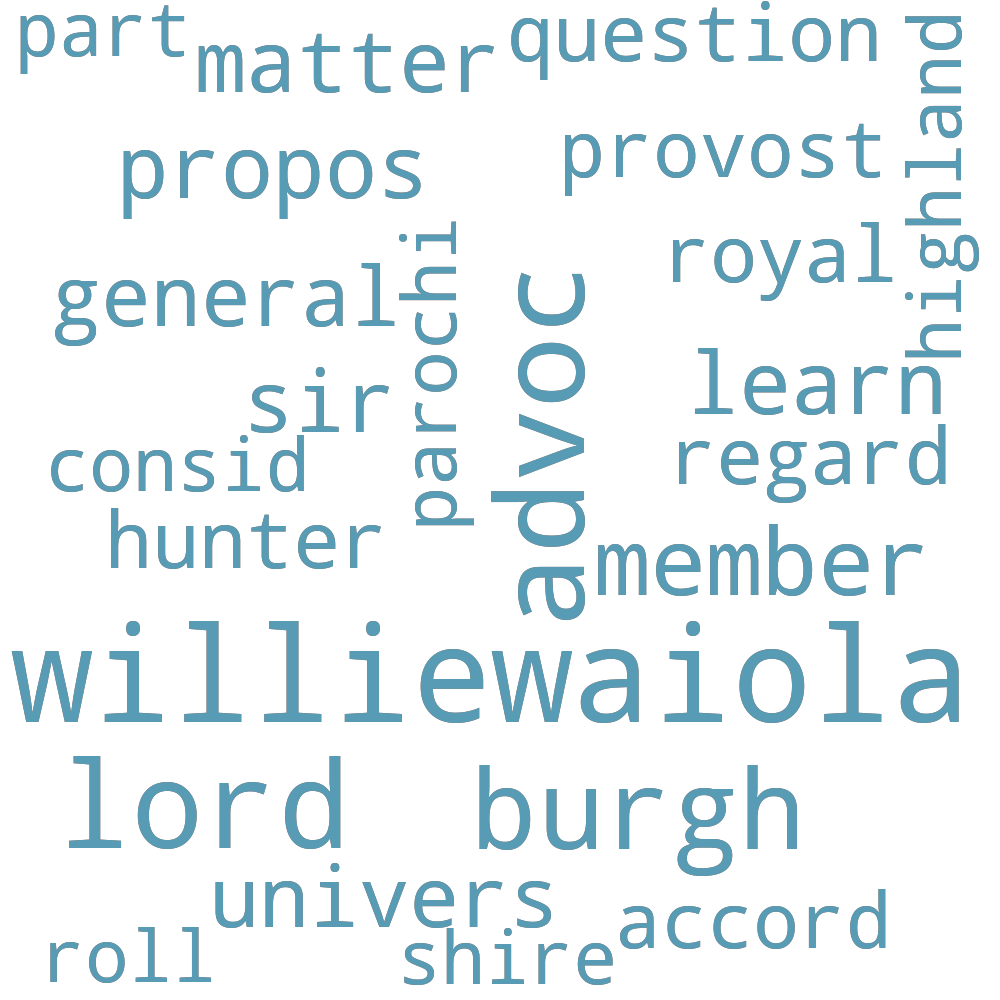 part
matter
question
highland
propos
provost
parochi
royal
general
advoc
sir
learn
consid
regard
hunter
member
williewaiola
lord
burgh
univers
accord
roll
shire